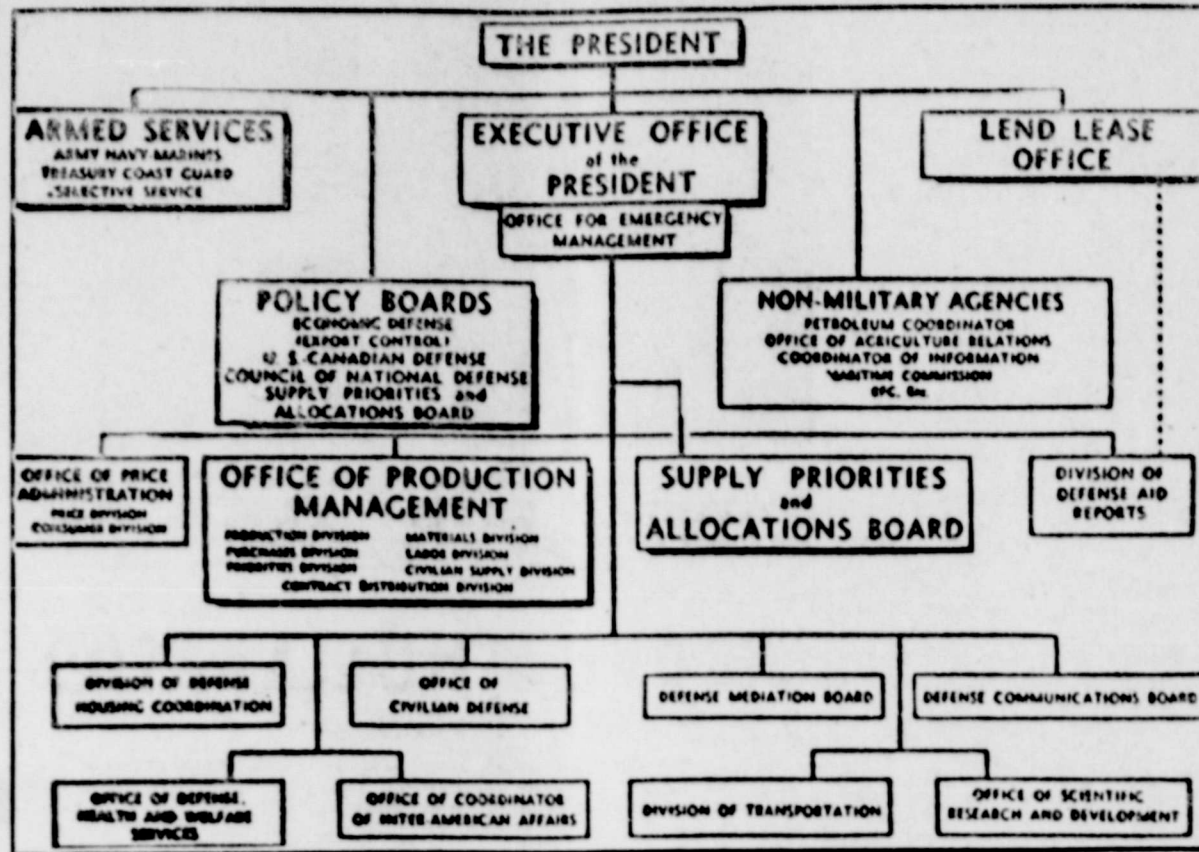 THE PRESIDENT
ARMED SERVICES
ARMY NAVY-MARINES
TREASURY COAST GUARD
SELECTIVE SERVICE
EXECUTIVE OFFICE
of the
PRESIDENT
OFFICE FOR EMERGENCY
MANAGEMENT
LEND LEASE
OFFICE
POLICY BOARDS
ECONOMIC DEFENSE
(EXPORT CONTROL)
U. S.-CANADIAN DEFENSE
COUNCIL OF NATIONAL DEFENSE
SUPPLY PRIORITIES and
ALLOCATIONS BOARD
NON-MILITARY AGENCIES
PETROLEUM COORDINATOR
OFFICE OF AGRICULTURE RELATIONS
COORDINATOR OF INFORMATION
MARITIME COMMISSION
OFFICE OF PRICE
ADMINISTRATION
PRICE DIVISION
CONSUMER DIVISION
OFFICE OF PRODUCTION
MANAGEMENT
PRODUCTION DIVISION MATERIALS DIVISION
PURCHASES DIVISION LABOR DIVISION
PRIORITIES DIVISION CIVILIAN SUPPLY DIVISION
CONTRACT DISTRIBUTION DIVISION
SUPPLY PRIORITIES
and
ALLOCATIONS BOARD
DIVISION OF
DEFENSE AID
REPORTS
DIVISION OF DEFENSE
HOUSING COORDINATION
OFFICE OF
CIVILIAN DEFENSE
DEFENSE MEDIATION BOARD
DEFENSE COMMUNICATIONS BOARD
OFFICE OF DEFENSE,
HEALTH AND WELFARE
SERVICES
OFFICE OF COORDINATOR
OF INTER-AMERICAN AFFAIRS
DIVISION OF TRANSPORTATION
OFFICE OF SCIENTIFIC
RESEARCH AND DEVELOPMENT